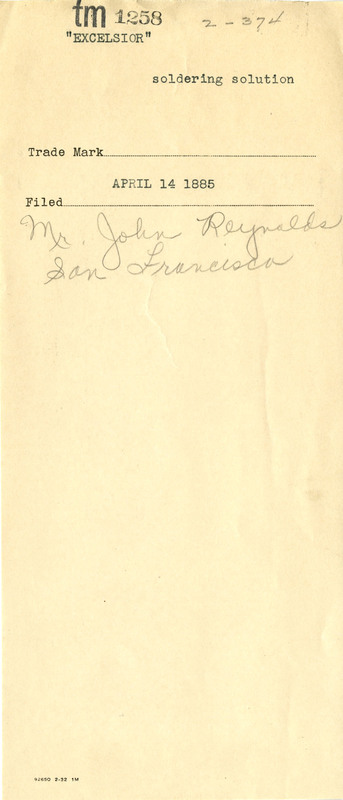 tm 1258 2-374
"EXCELSIOR"
soldering solution
Trade Mark
APRIL 14 1885
Filed
Mr. John Reynolds
San Francisco